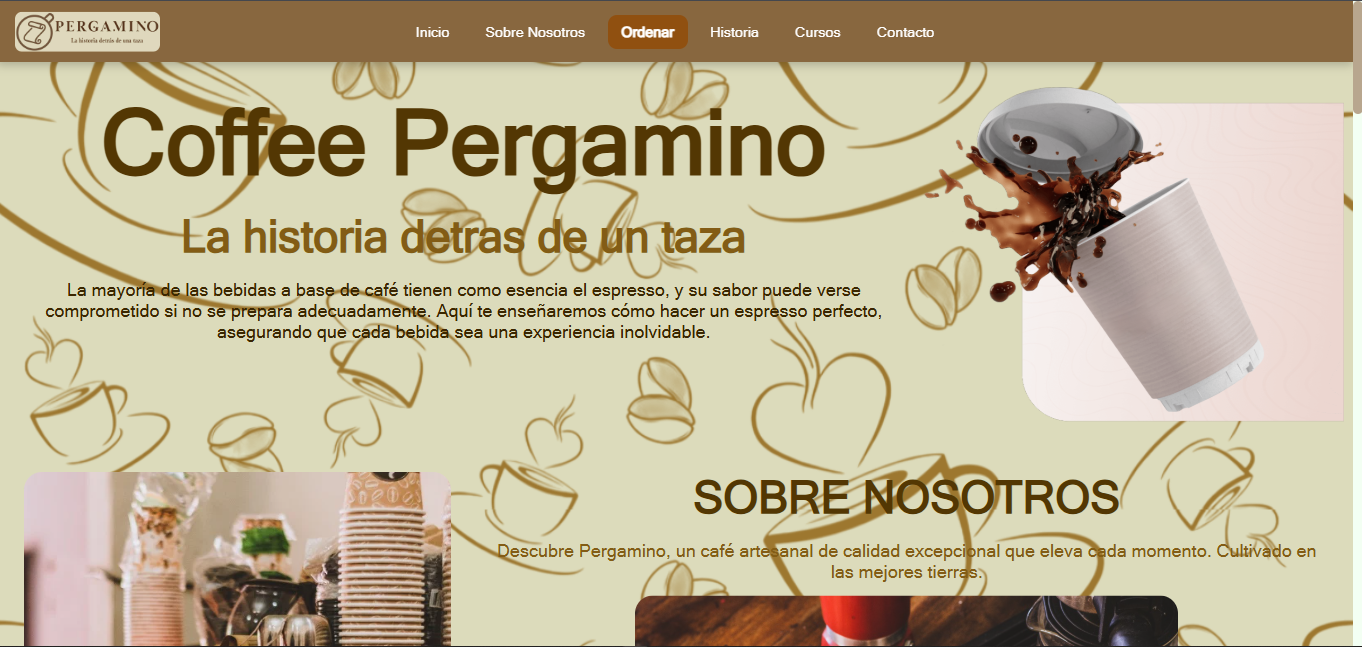 PERGAMINO
La historia detrás de una taza
Inicio
Sobre Nosotros
Ordenar
Historia
Cursos
Contacto
Coffee Pergamino
La historia detras de un taza
La mayoría de las bebidas a base de café tienen como esencia el espresso, y su sabor puede verse
comprometido si no se prepara adecuadamente. Aquí te enseñaremos cómo hacer un espresso perfecto,
asegurando que cada bebida sea una experiencia inolvidable.
SOBRE NOSOTROS
Descubre Pergamino, un café artesanal de calidad excepcional que eleva cada momento. Cultivado en
las mejores tierras.